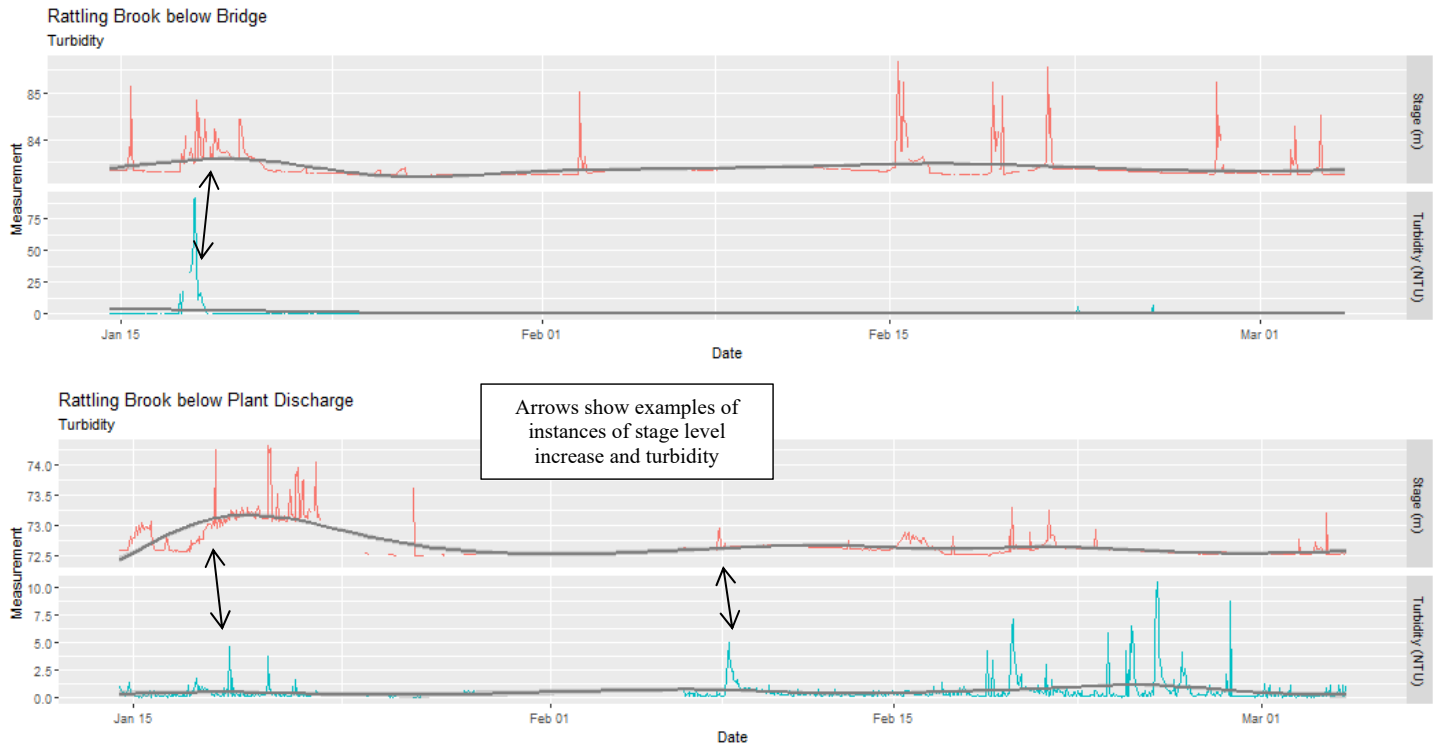 Rattling Brook below Bridge
Turbidity
85
84
Stage (m)
Measurement
75
50
25
0
Turbidity (NTU)
Jan 15
Feb 01
Feb 15
Mar 01
Date
Rattling Brook below Plant Discharge
Turbidity
Arrows show examples of
instances of stage level
increase and turbidity
74.0
73.5
73.0
72.5
Stage (m)
Measurement
10.0
7.5
5.0
2.5
0.0
Turbidity (NTU)
Jan 15
Feb 01
Feb 15
Mar 01
Date